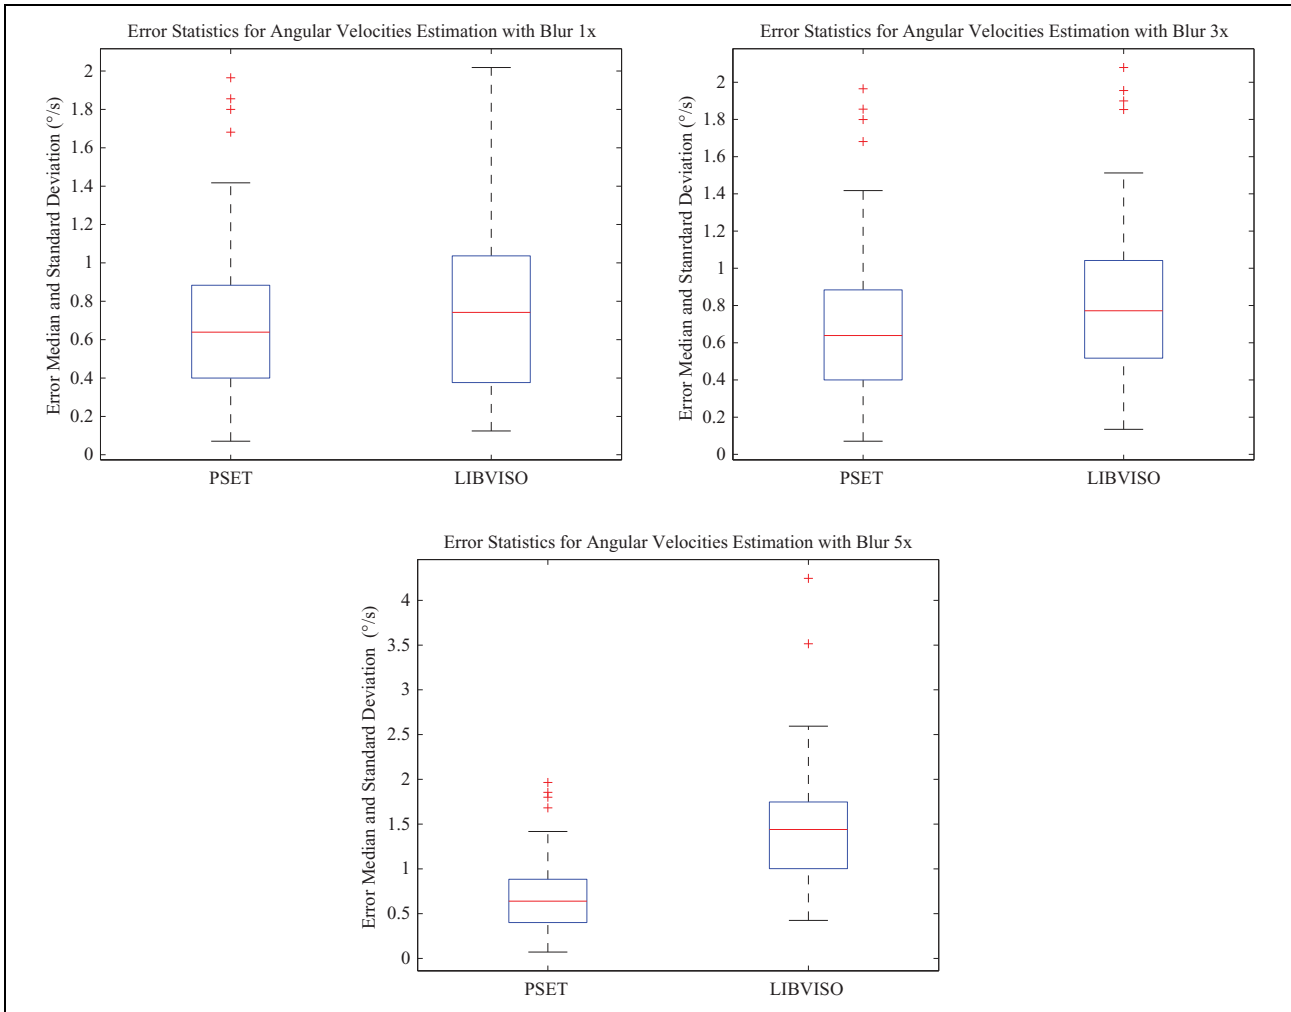 Error Statistics for Angular Velocities Estimation with Blur 1x
Error Median and Standard Deviation (°/s)
2
1.8
1.6
1.4
1.2
1
0.8
0.6
0.4
0.2
0
PSET
LIBVISO
Error Statistics for Angular Velocities Estimation with Blur 3x
Error Median and Stanrdard Deviation (°/s)
2
1.8
1.6
1.4
1.2
1
0.8
0.6
0.4
0.2
0
PSET
LIBVISO
Error Statistics for Angular Velocities Estimation with Blur 5x
Error Median and Standard Deviation (°/s)
4
3.5
3
2.5
2
1.5
1
0.5
0
PSET
LIBVISO